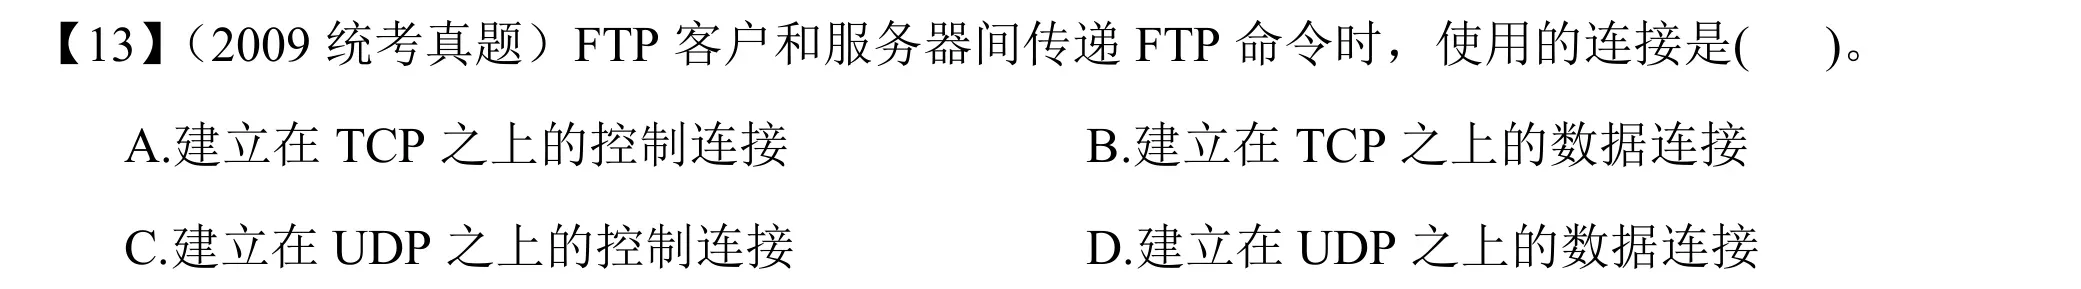 【13】（2009 统考真题）FTP 客户和服务器间传递 FTP 命令时，使用的连接是(　　)。
A.建立在 TCP 之上的控制连接　　B.建立在 TCP 之上的数据连接
C.建立在 UDP 之上的控制连接　　D.建立在 UDP 之上的数据连接